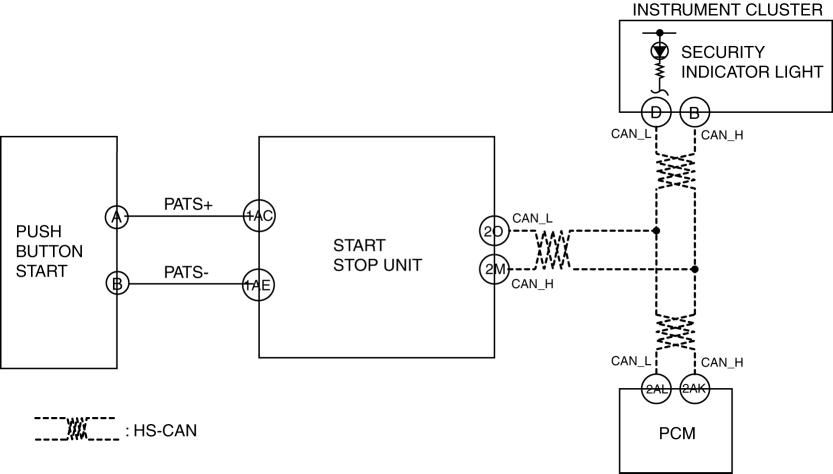 INSTRUMENT CLUSTER
SECURITY
INDICATOR LIGHT
D
B
CAN_L
CAN_H
PUSH
BUTTON
START
A
PATS+
1AC
B
PATS-
1AE
START
STOP UNIT
2O
CAN_L
2M
CAN_H
CAN_L
CAN_H
2AL
2AK
PCM
: HS-CAN